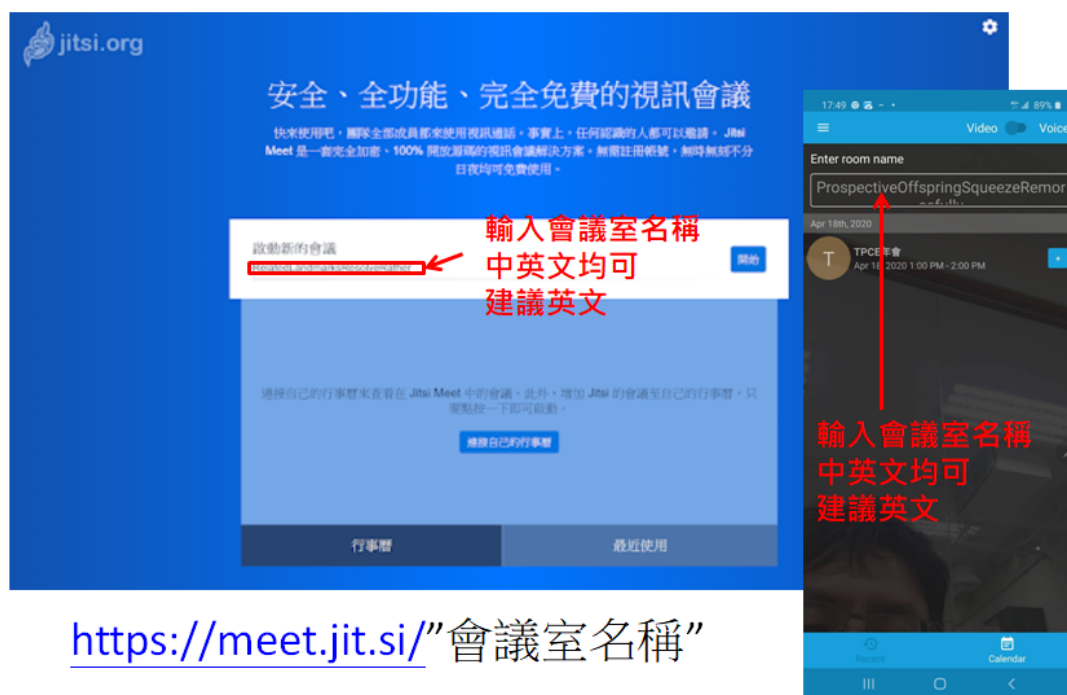 jitsi.org
安全、全功能、完全免費的視訊會議
快來使用吧，團隊全部成員都來使用視訊通話。事實上，任何認識的人都可以邀請。 Jitsi
Meet 是一套完全加密、100% 開放源碼的視訊會議解決方案。無需註冊帳號，無時無刻不分
日夜均可免費使用。
啟動新的會議
RelatedLandmarksResolveRather
開始
輸入會議室名稱
中英文均可
建議英文
連接自己的行事曆來查看在 Jitsi Meet 中的會議。此外，增加 Jitsi 的會議至自己的行事曆，只
需點按一下即可啟動。
連接自己的行事曆
行事曆
最近使用
https://meet.jit.si/”會議室名稱”
17:49
89%
Video
Voice
Enter room name
ProspectiveOffspringSqueezeRemor
Apr 18th, 2020
T
TPCE年會
Apr 18, 2020 1:00 PM - 2:00 PM
+
輸入會議室名稱
中英文均可
建議英文
Recent
Calendar